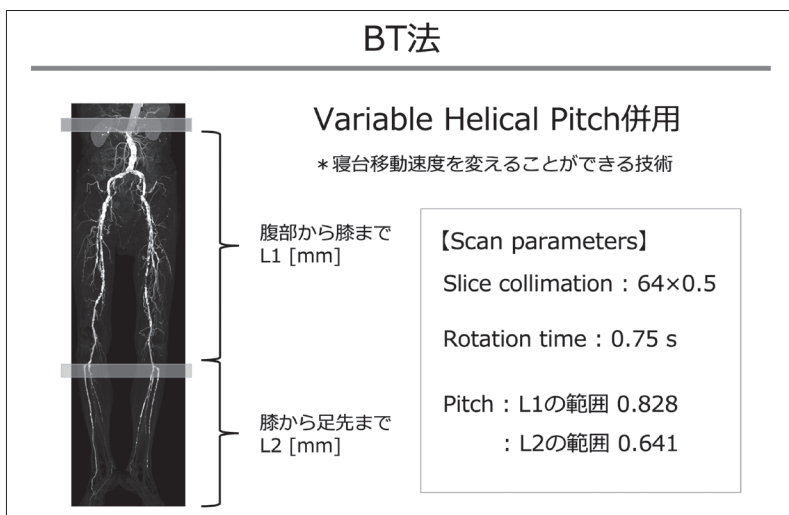 BT法
Variable Helical Pitch併用
＊寝台移動速度を変えることができる技術
腹部から膝まで
L1 [mm]
膝から足先まで
L2 [mm]
【Scan parameters】
Slice collimation : 64×0.5
Rotation time : 0.75 s
Pitch : L1の範囲 0.828
: L2の範囲 0.641